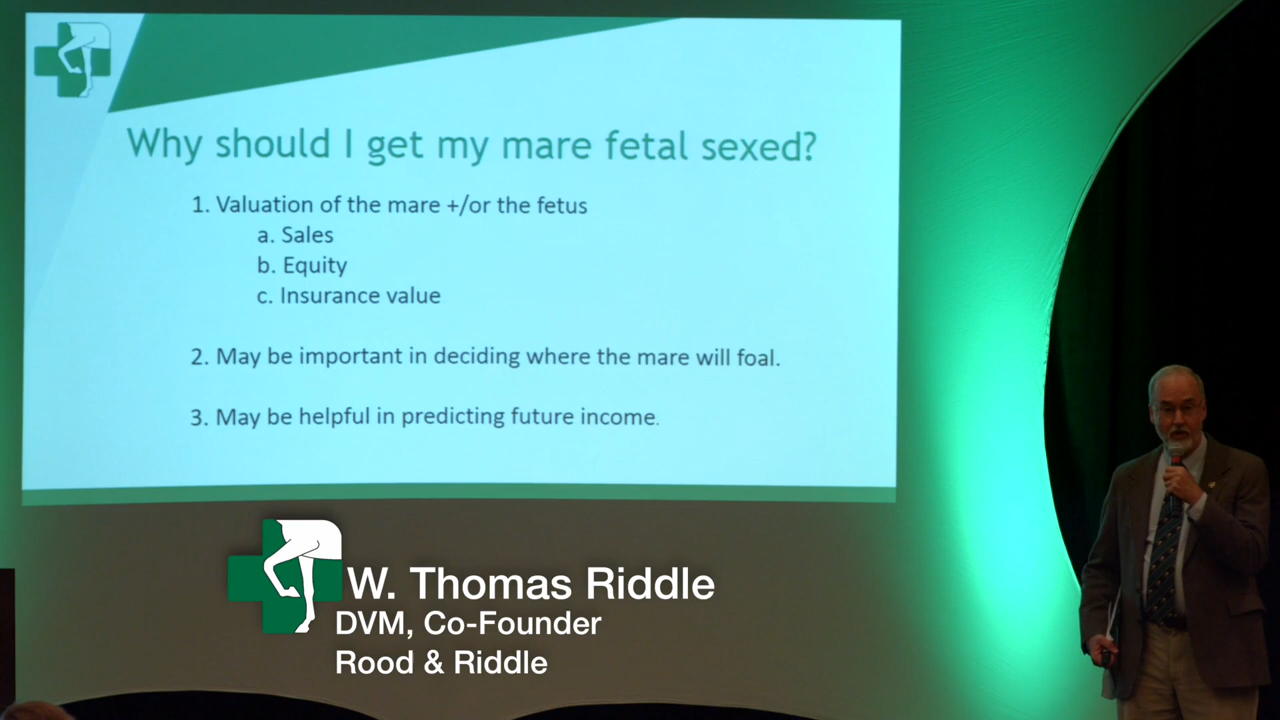 Why should I get my mare fetal sexed?
1. Valuation of the mare +/or the fetus
a. Sales
b. Equity
c. Insurance value
2. May be important in deciding where the mare will foal.
3. May be helpful in predicting future income.
W. Thomas Riddle
DVM, Co-Founder
Rood & Riddle